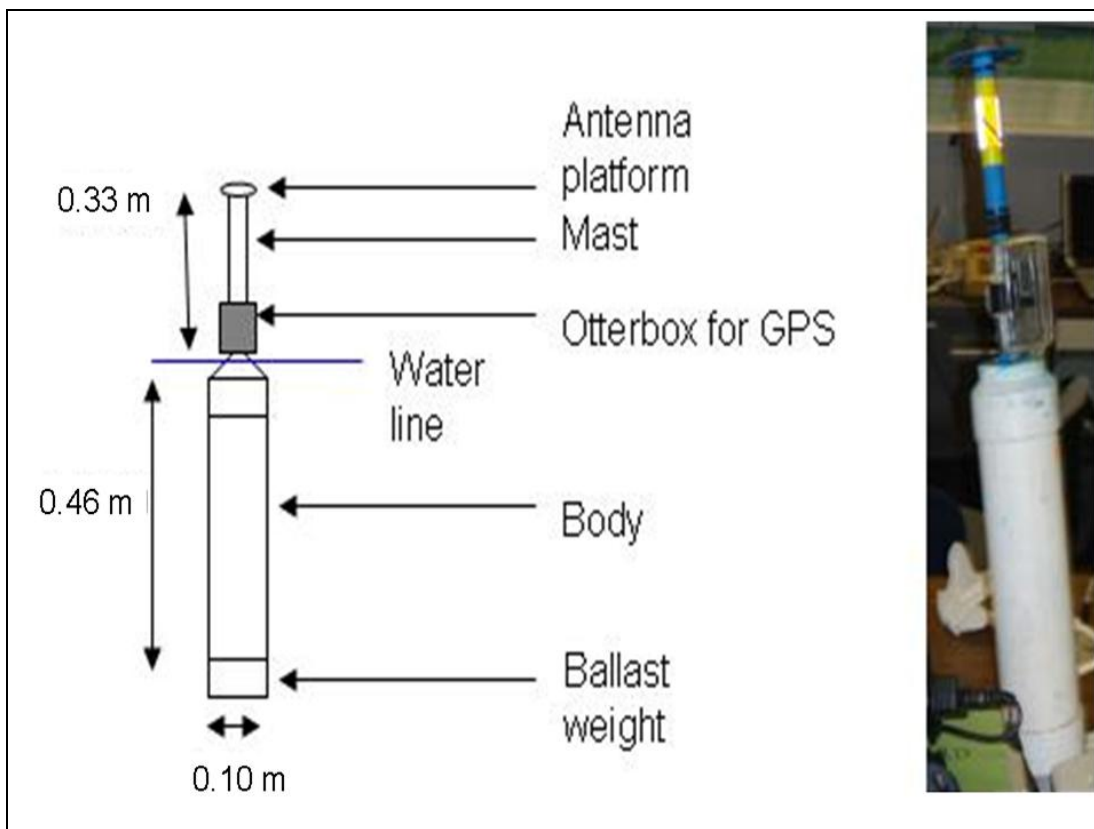 Antenna
platform
0.33 m
Mast
Otterbox for GPS
Water
line
0.46 m
Body
Ballast
weight
0.10 m